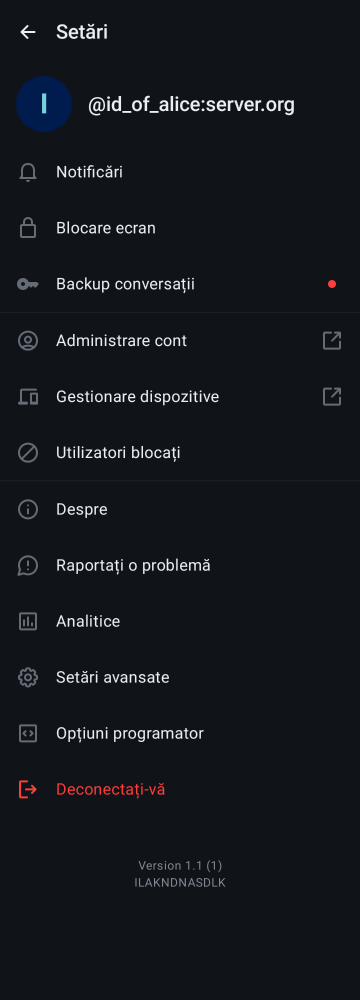 Setări
I
@id_of_alice:server.org
Notificări
Blocare ecran
Backup conversații
Administrare cont
Gestionare dispozitive
Utilizatori blocați
Despre
Raportați o problemă
Analitice
Setări avansate
Opțiuni programator
Deconectați-vă
Version 1.1 (1)
ILAKNDNASDLK